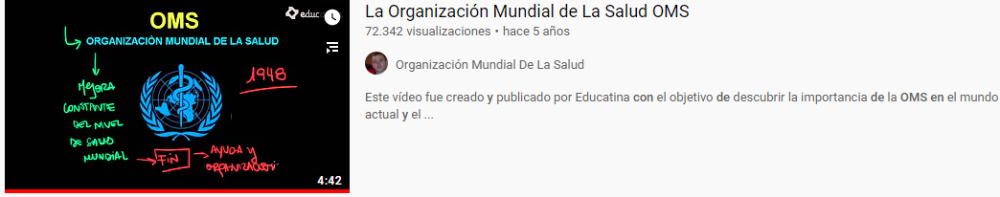 educ
OMS
ORGANIZACIÓN MUNDIAL DE LA SALUD
1948
MEJORA
CONSTANTE
DEL NIVEL
DE SALUD
MUNDIAL
FIN
AYUDA Y
ORGANIZACIÓN
4:42
La Organización Mundial de La Salud OMS
72.342 visualizaciones • hace 5 años
Organización Mundial De La Salud
Este vídeo fue creado y publicado por Educatina con el objetivo de descubrir la importancia de la OMS en el mundo
actual y el ...